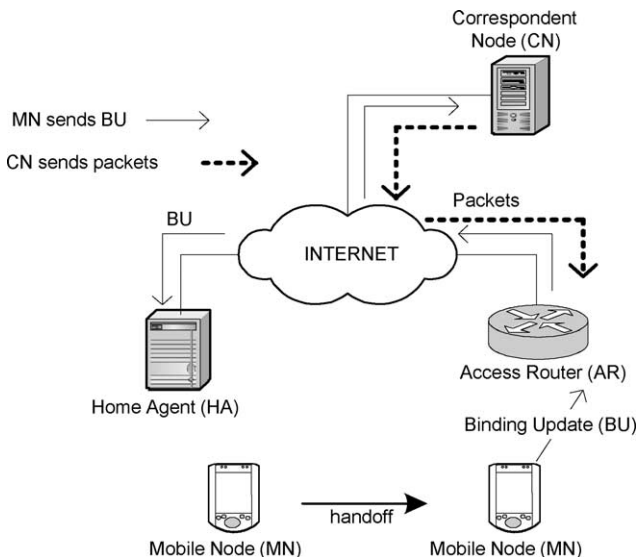 Correspondent
Node (CN)
MN sends BU
CN sends packets
Packets
BU
INTERNET
Access Router (AR)
Home Agent (HA)
Binding Update (BU)
handoff
Mobile Node (MN)
Mobile Node (MN)